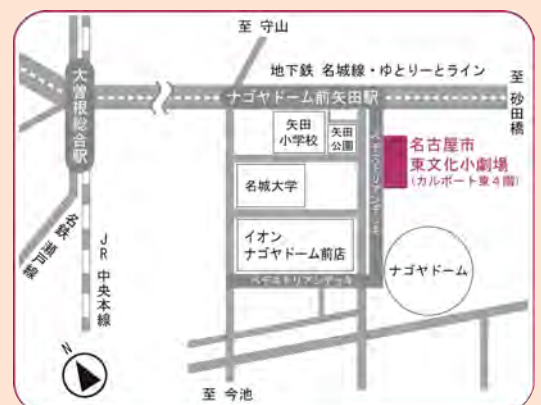 至 守山
地下鉄 名城線・ゆとりーとライン
至 砂田橋
大曽根総合駅
ナゴヤドーム前矢田駅
矢田
小学校
矢田
公園
ペデストリアンデッキ
名古屋市
東文化小劇場
(カルポート東4階)
名城大学
イオン
ナゴヤドーム前店
ナゴヤドーム
ペデストリアンデッキ
名鉄 瀬戸線
JR 中央本線
N
至 今池